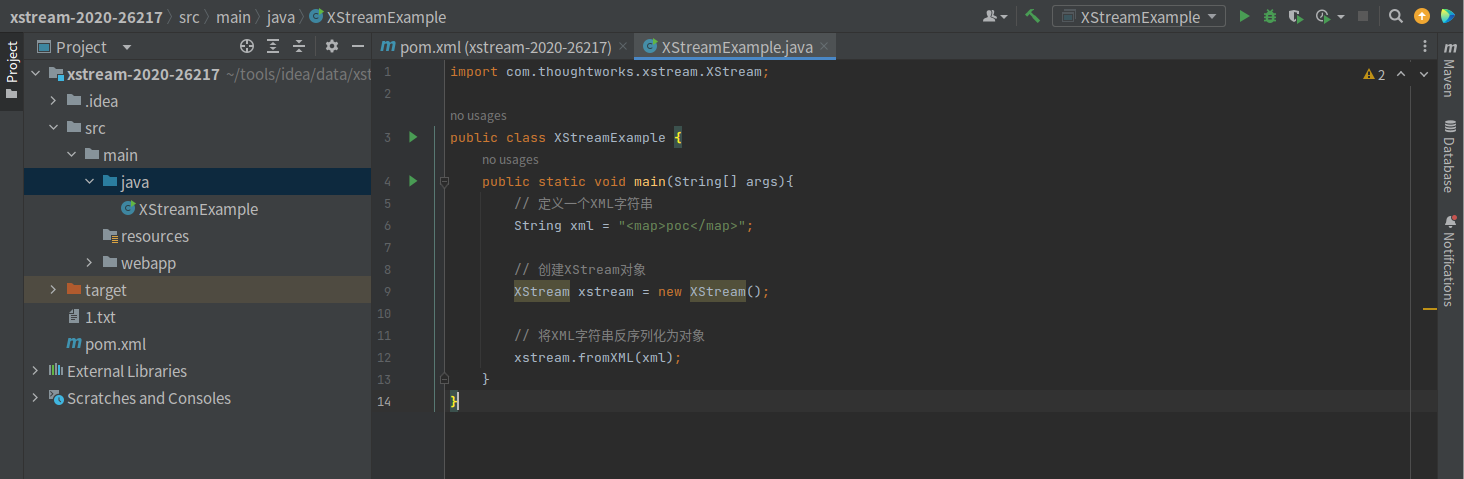 xstream-2020-26217 src main java XStreamExample XStreamExample
Project pom.xml (xstream-2020-26217) XStreamExample.java
Project
xstream-2020-26217 ~/tools/idea/data/xst
.idea
src
main
java
XStreamExample
resources
webapp
target
1.txt
pom.xml
External Libraries
Scratches and Consoles
1 import com.thoughtworks.xstream.XStream;
2
no usages
3 public class XStreamExample {
no usages
4 public static void main(String[] args){
5 // 定义一个XML字符串
6 String xml = "<map>poc</map>";
7
8 // 创建XStream对象
9 XStream xstream = new XStream();
10
11 // 将XML字符串反序列化为对象
12 xstream.fromXML(xml);
13 }
14 }
2
Maven
Database
Notifications